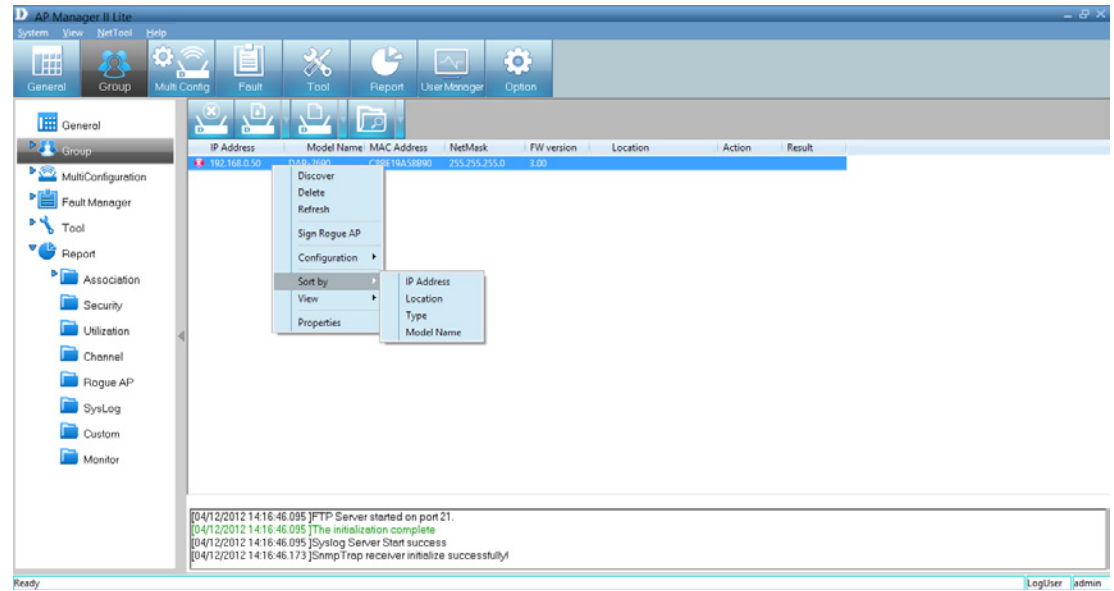 D AP Manager II Lite
System View NetTool Help
General Group Multi Config Fault Tool Report User Manager Option
General
Group
MultiConfiguration
Fault Manager
Tool
Report
Association
Security
Utilization
Channel
Rogue AP
SysLog
Custom
Monitor
IP Address Model Name MAC Address NetMask FW version Location Action Result
192.168.0.50 DAP-2690 C8BE19A58B90 255.255.255.0 3.00
Discover
Delete
Refresh
Sign Rogue AP
Configuration
Sort by
View
Properties
IP Address
Location
Type
Model Name
[04/12/2012 14:16:46.095 ]FTP Server started on port 21.
[04/12/2012 14:16:46.095 ]The initialization complete
[04/12/2012 14:16:46.095 ]Syslog Server Start success
[04/12/2012 14:16:46.173 ]SnmpTrap receiver initialize successfully!
Ready LogUser admin